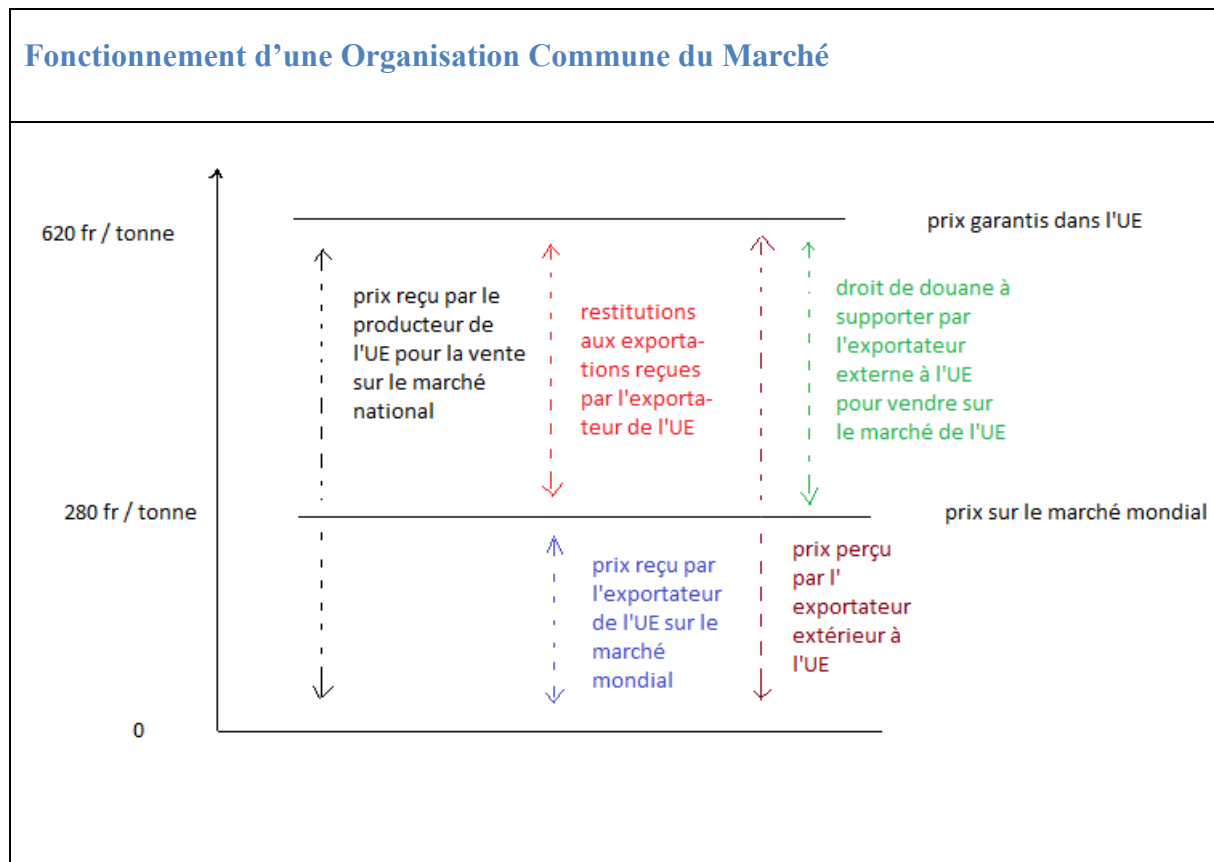 Fonctionnement d'une Organisation Commune du Marché
620 fr / tonne
prix garantis dans l'UE
prix reçu par le
producteur de
l'UE pour la vente
sur le marché
national
restitutions
aux exporta-
tions reçues
par l'exporta-
teur de l'UE
droit de douane à
supporter par
l'exportateur
externe à l'UE
pour vendre sur
le marché de l'UE
280 fr / tonne
prix sur le marché mondial
prix reçu par
l'exportateur
de l'UE sur le
marché
mondial
prix perçu
par l'
exportateur
extérieur à
l'UE
0